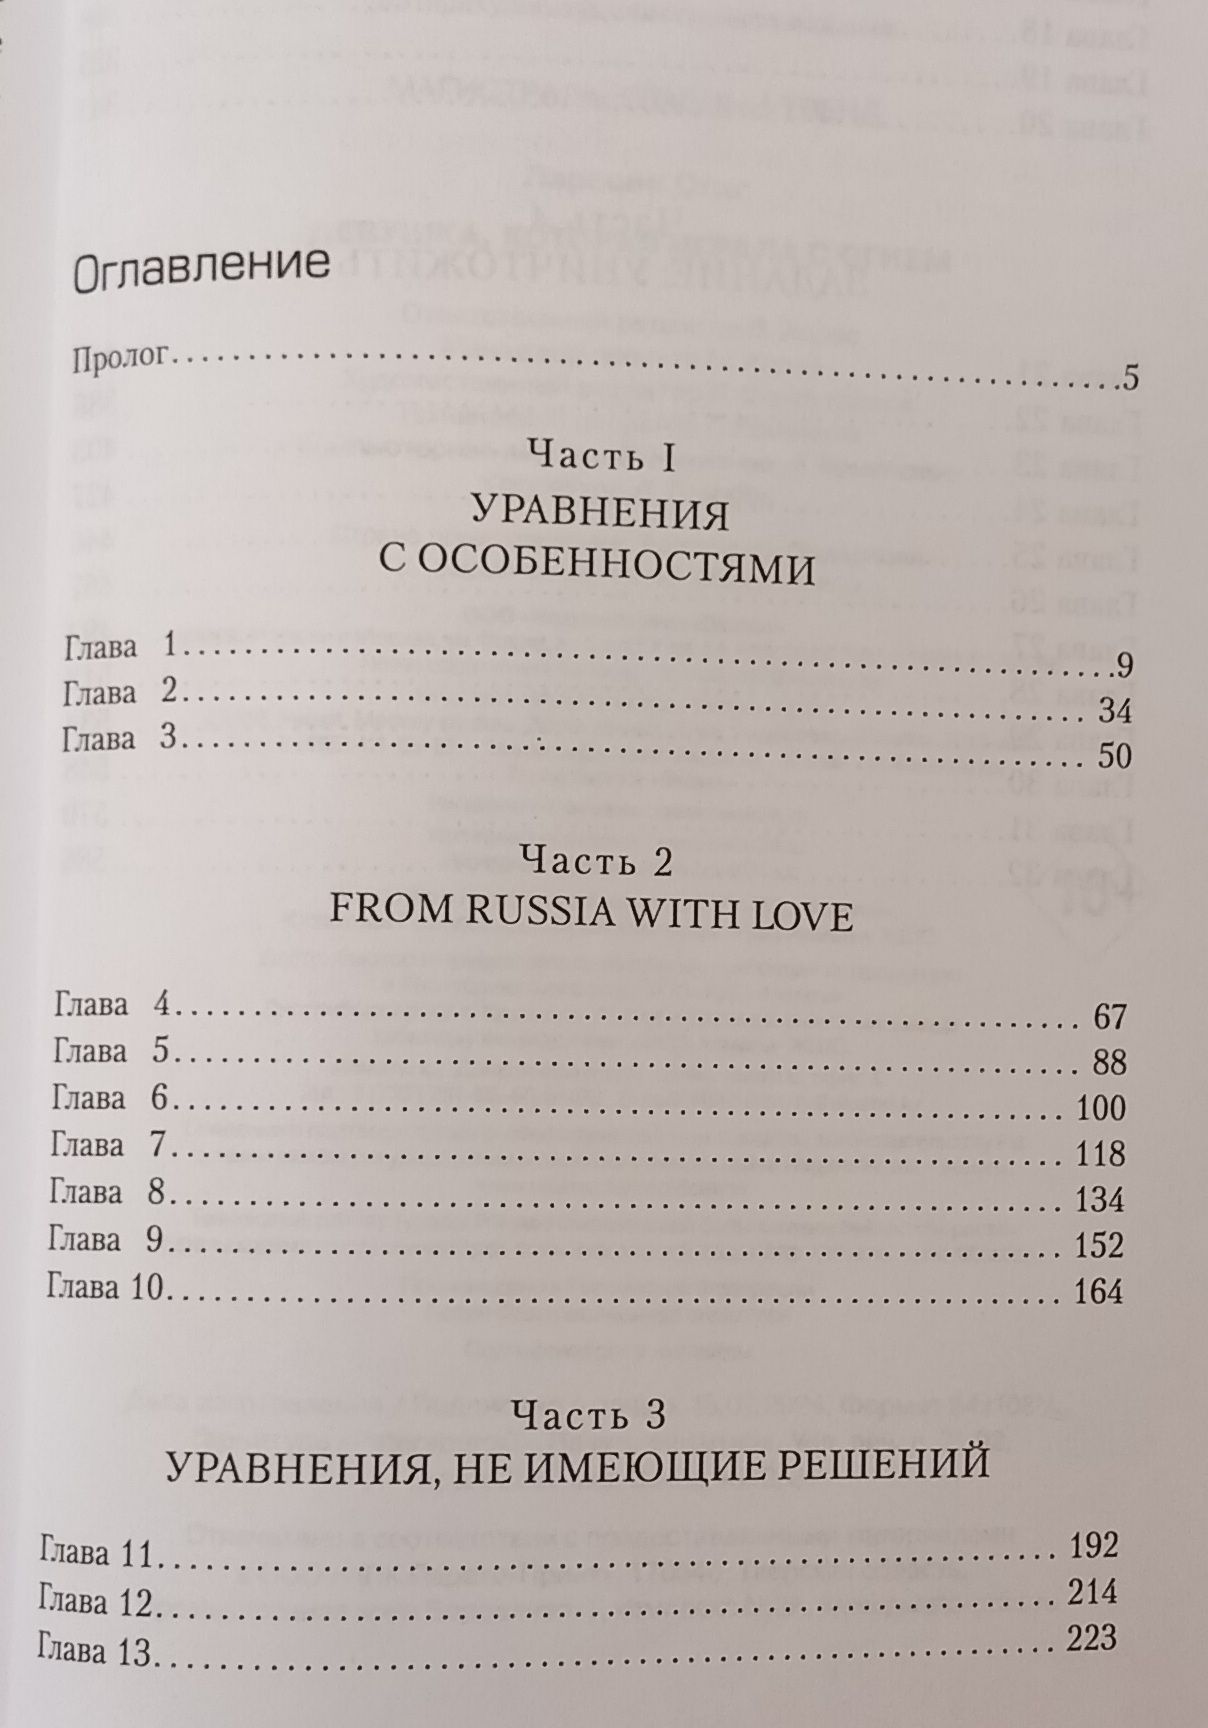 Оглавление
Пролог.....5
Часть I
УРАВНЕНИЯ
С ОСОБЕННОСТЯМИ
Глава 1.....9
Глава 2.....34
Глава 3.....50
Часть 2
FROM RUSSIA WITH LOVE
Глава 4.....67
Глава 5.....88
Глава 6.....100
Глава 7.....118
Глава 8.....134
Глава 9.....152
Глава 10.....164
Часть 3
УРАВНЕНИЯ, НЕ ИМЕЮЩИЕ РЕШЕНИЙ
Глава 11.....192
Глава 12.....214
Глава 13.....223